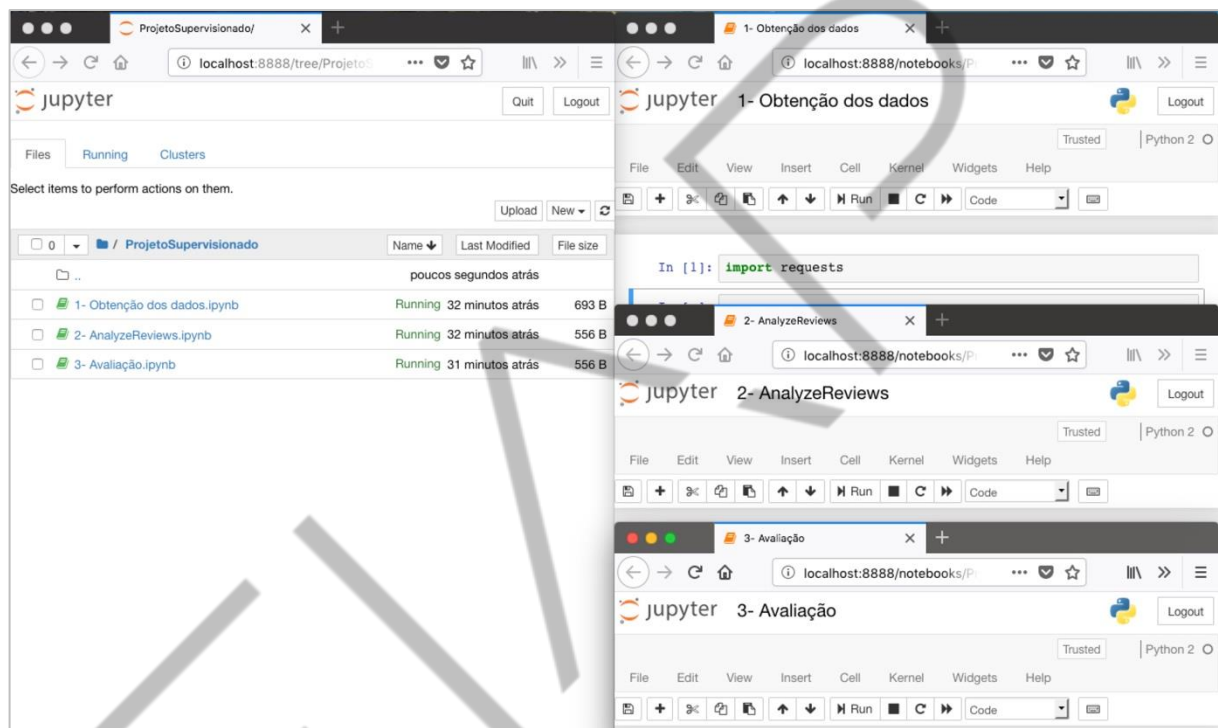 ProjetoSupervisionado/
localhost:8888/tree/ProjetoS
jupyter
Quit
Logout
Files
Running
Clusters
Select items to perform actions on them.
Upload
New
0
/ ProjetoSupervisionado
Name
Last Modified
File size
..
poucos segundos atrás
1- Obtenção dos dados.ipynb
Running 32 minutos atrás
693 B
2- AnalyzeReviews.ipynb
Running 32 minutos atrás
556 B
3- Avaliação.ipynb
Running 31 minutos atrás
556 B
1- Obtenção dos dados
localhost:8888/notebooks/P
jupyter 1- Obtenção dos dados
Logout
Trusted
Python 2
File Edit View Insert Cell Kernel Widgets Help
Run
Code
In [1]: import requests
2- AnalyzeReviews
localhost:8888/notebooks/P
jupyter 2- AnalyzeReviews
Logout
Trusted
Python 2
File Edit View Insert Cell Kernel Widgets Help
Run
Code
3- Avaliação
localhost:8888/notebooks/P
jupyter 3- Avaliação
Logout
Trusted
Python 2
File Edit View Insert Cell Kernel Widgets Help
Run
Code